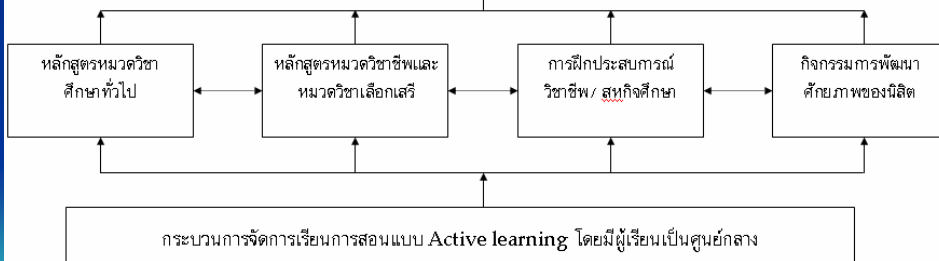 หลักสูตรหมวดวิชา
ศึกษาทั่วไป
หลักสูตรหมวดวิชาชีพและ
หมวดวิชาเลือกเสรี
การฝึกประสบการณ์
วิชาชีพ/ สหกิจศึกษา
กิจกรรมการพัฒนา
ศักยภาพของนิสิต
กระบวนการจัดการเรียนการสอนแบบ Active learning โดยมีผู้เรียนเป็นศูนย์กลาง